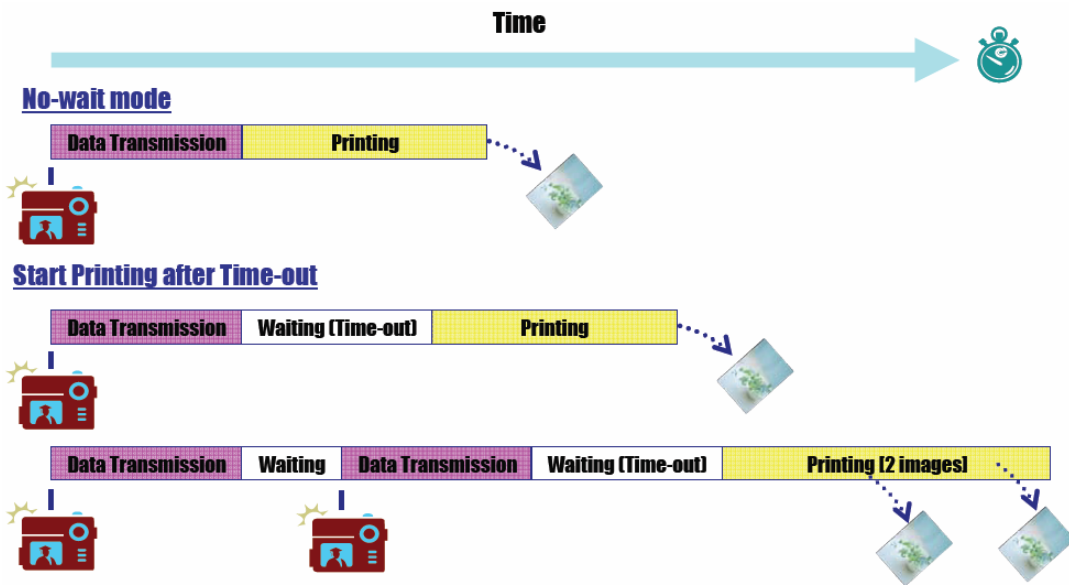 Time
No-wait mode
Data Transmission Printing
Start Printing after Time-out
Data Transmission Waiting (Time-out) Printing
Data Transmission Waiting Data Transmission Waiting (Time-out) Printing [2 images]